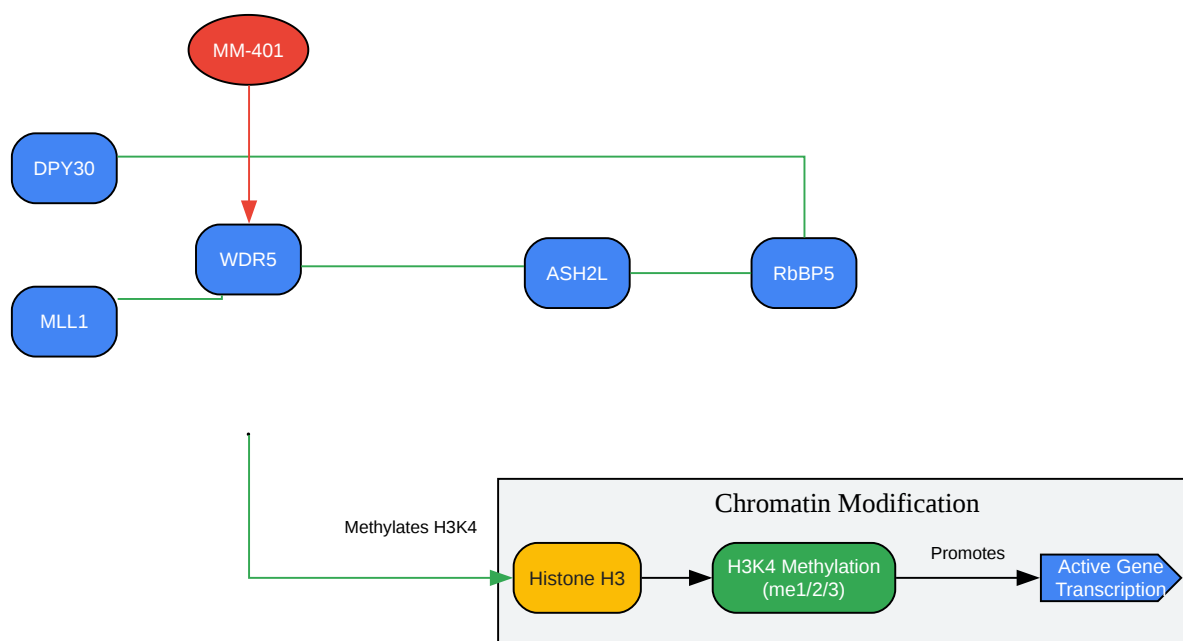 MM-401
DPY30
WDR5
ASH2L
RbBP5
MLL1
Chromatin Modification
Methylates H3K4
Histone H3
H3K4 Methylation
(me1/2/3)
Promotes
Active Gene
Transcription